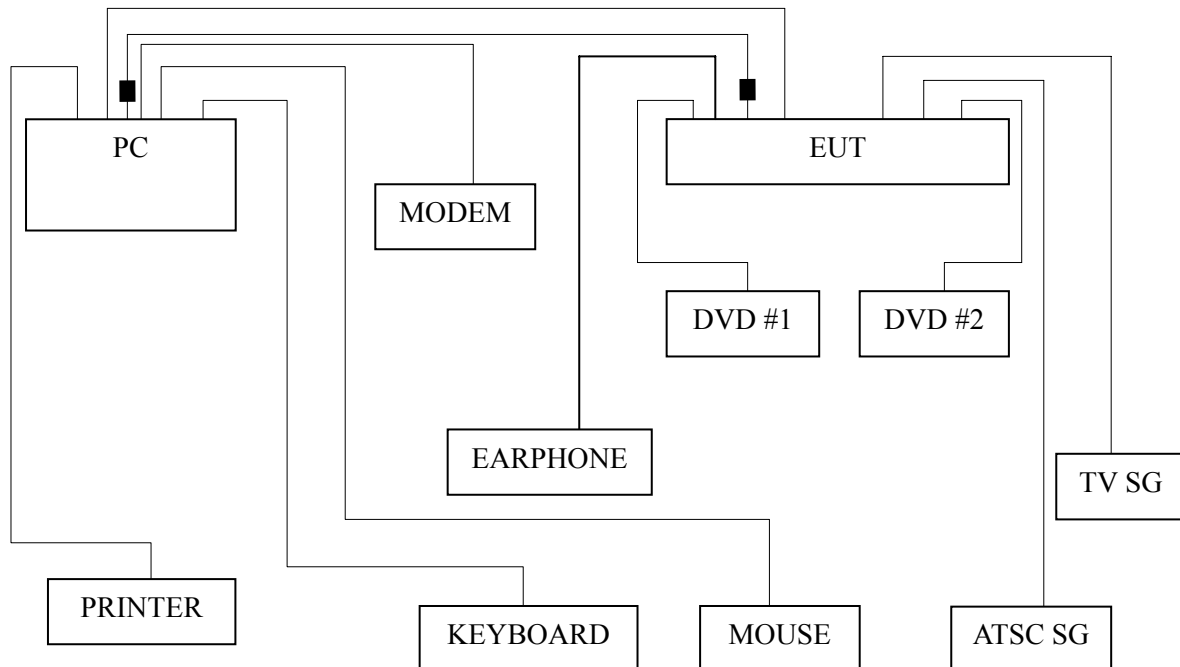 PC
EUT
MODEM
DVD #1
DVD #2
EARPHONE
TV SG
PRINTER
KEYBOARD
MOUSE
ATSC SG